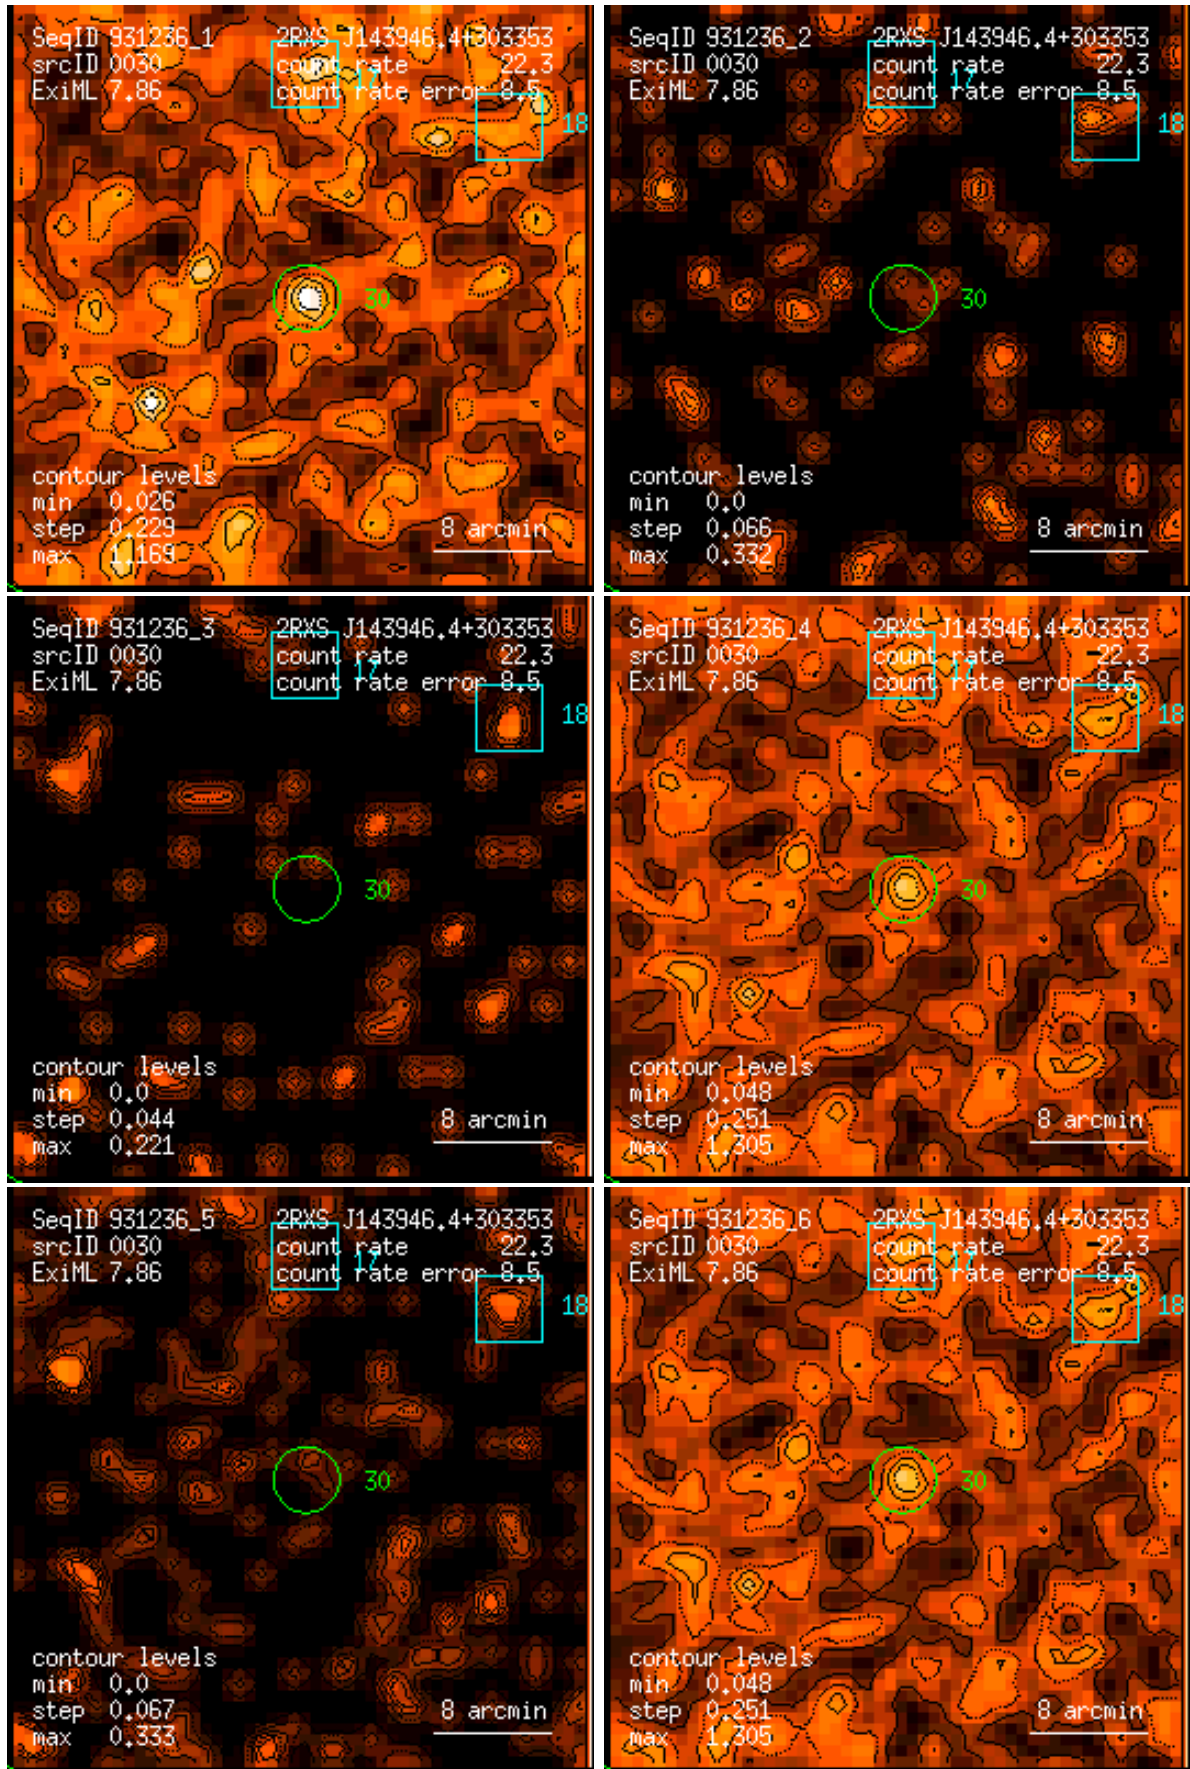 SeqID 931236_1 2RXS J143946.4+303353
srcID 0030 count rate 22.3
ExiML 7.86 count rate error 8.5
17
18
30
contour levels
min 0.026
step 0.229
max 1.169
8 arcmin
SeqID 931236_2 2RXS J143946.4+303353
srcID 0030 count rate 22.3
ExiML 7.86 count rate error 8.5
17
18
30
contour levels
min 0.0
step 0.066
max 0.332
8 arcmin
SeqID 931236_3 2RXS J143946.4+303353
srcID 0030 count rate 22.3
ExiML 7.86 count rate error 8.5
17
18
30
contour levels
min 0.0
step 0.044
max 0.221
8 arcmin
SeqID 931236_4 2RXS J143946.4+303353
srcID 0030 count rate 22.3
ExiML 7.86 count rate error 8.5
17
18
30
contour levels
min 0.048
step 0.251
max 1.305
8 arcmin
SeqID 931236_5 2RXS J143946.4+303353
srcID 0030 count rate 22.3
ExiML 7.86 count rate error 8.5
17
18
30
contour levels
min 0.0
step 0.067
max 0.333
8 arcmin
SeqID 931236_6 2RXS J143946.4+303353
srcID 0030 count rate 22.3
ExiML 7.86 count rate error 8.5
17
18
30
contour levels
min 0.048
step 0.251
max 1.305
8 arcmin